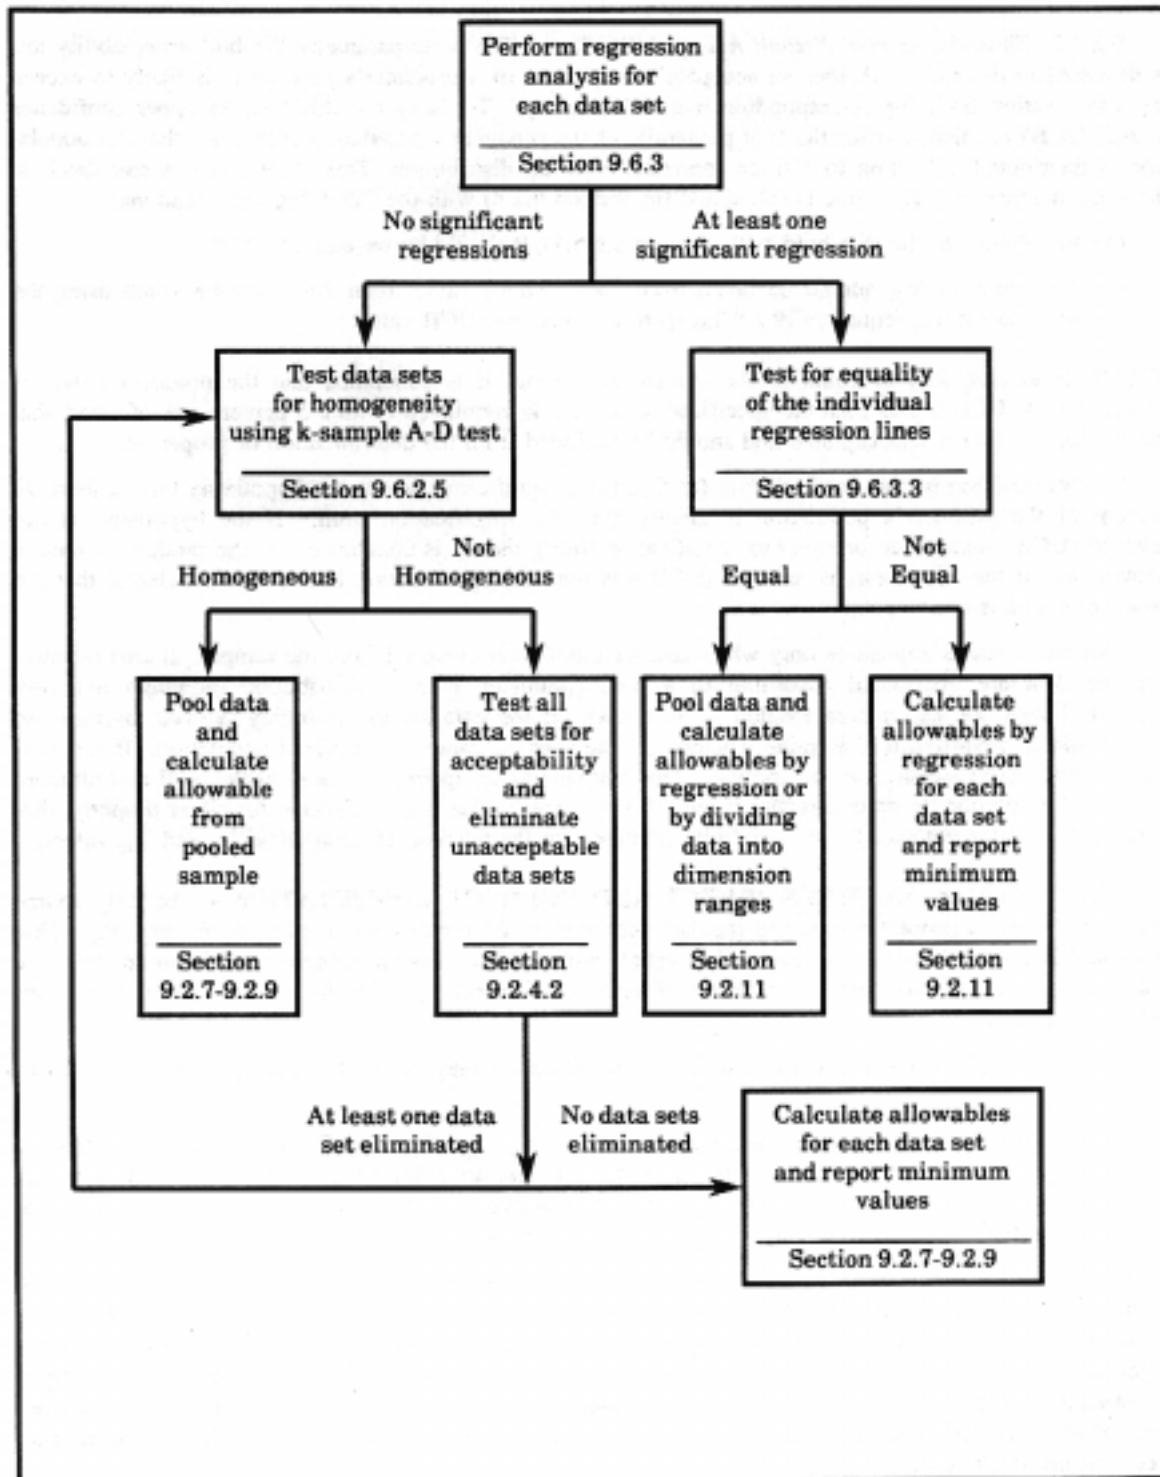 Perform regression
analysis for
each data set
Section 9.6.3
No significant
regressions
At least one
significant regression
Test data sets
for homogeneity
using k-sample A-D test
Section 9.6.2.5
Test for equality
of the individual
regression lines
Section 9.6.3.3
Homogeneous
Not
Homogeneous
Equal
Not
Equal
Pool data
and
calculate
allowable
from
pooled
sample
Section
9.2.7-9.2.9
Test all
data sets for
acceptability
and
eliminate
unacceptable
data sets
Section
9.2.4.2
Pool data and
calculate
allowables by
regression or
by dividing
data into
dimension
ranges
Section
9.2.11
Calculate
allowables by
regression
for each
data set
and report
minimum
values
Section
9.2.11
At least one data
set eliminated
No data sets
eliminated
Calculate allowables
for each data set
and report minimum
values
Section 9.2.7-9.2.9